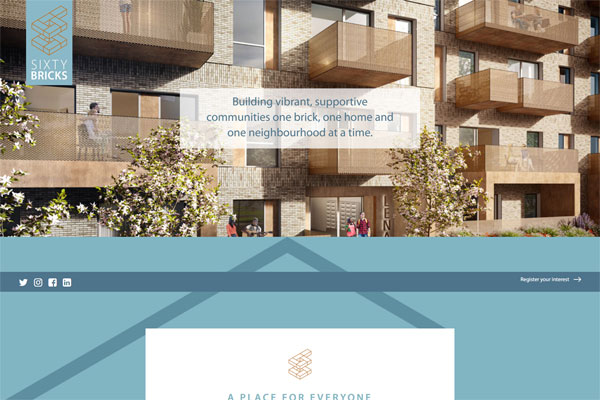 SIXTY
BRICKS
Building vibrant, supportive
communities one brick, one home and
one neighbourhood at a time.
Register your Interest
A PLACE FOR EVERYONE